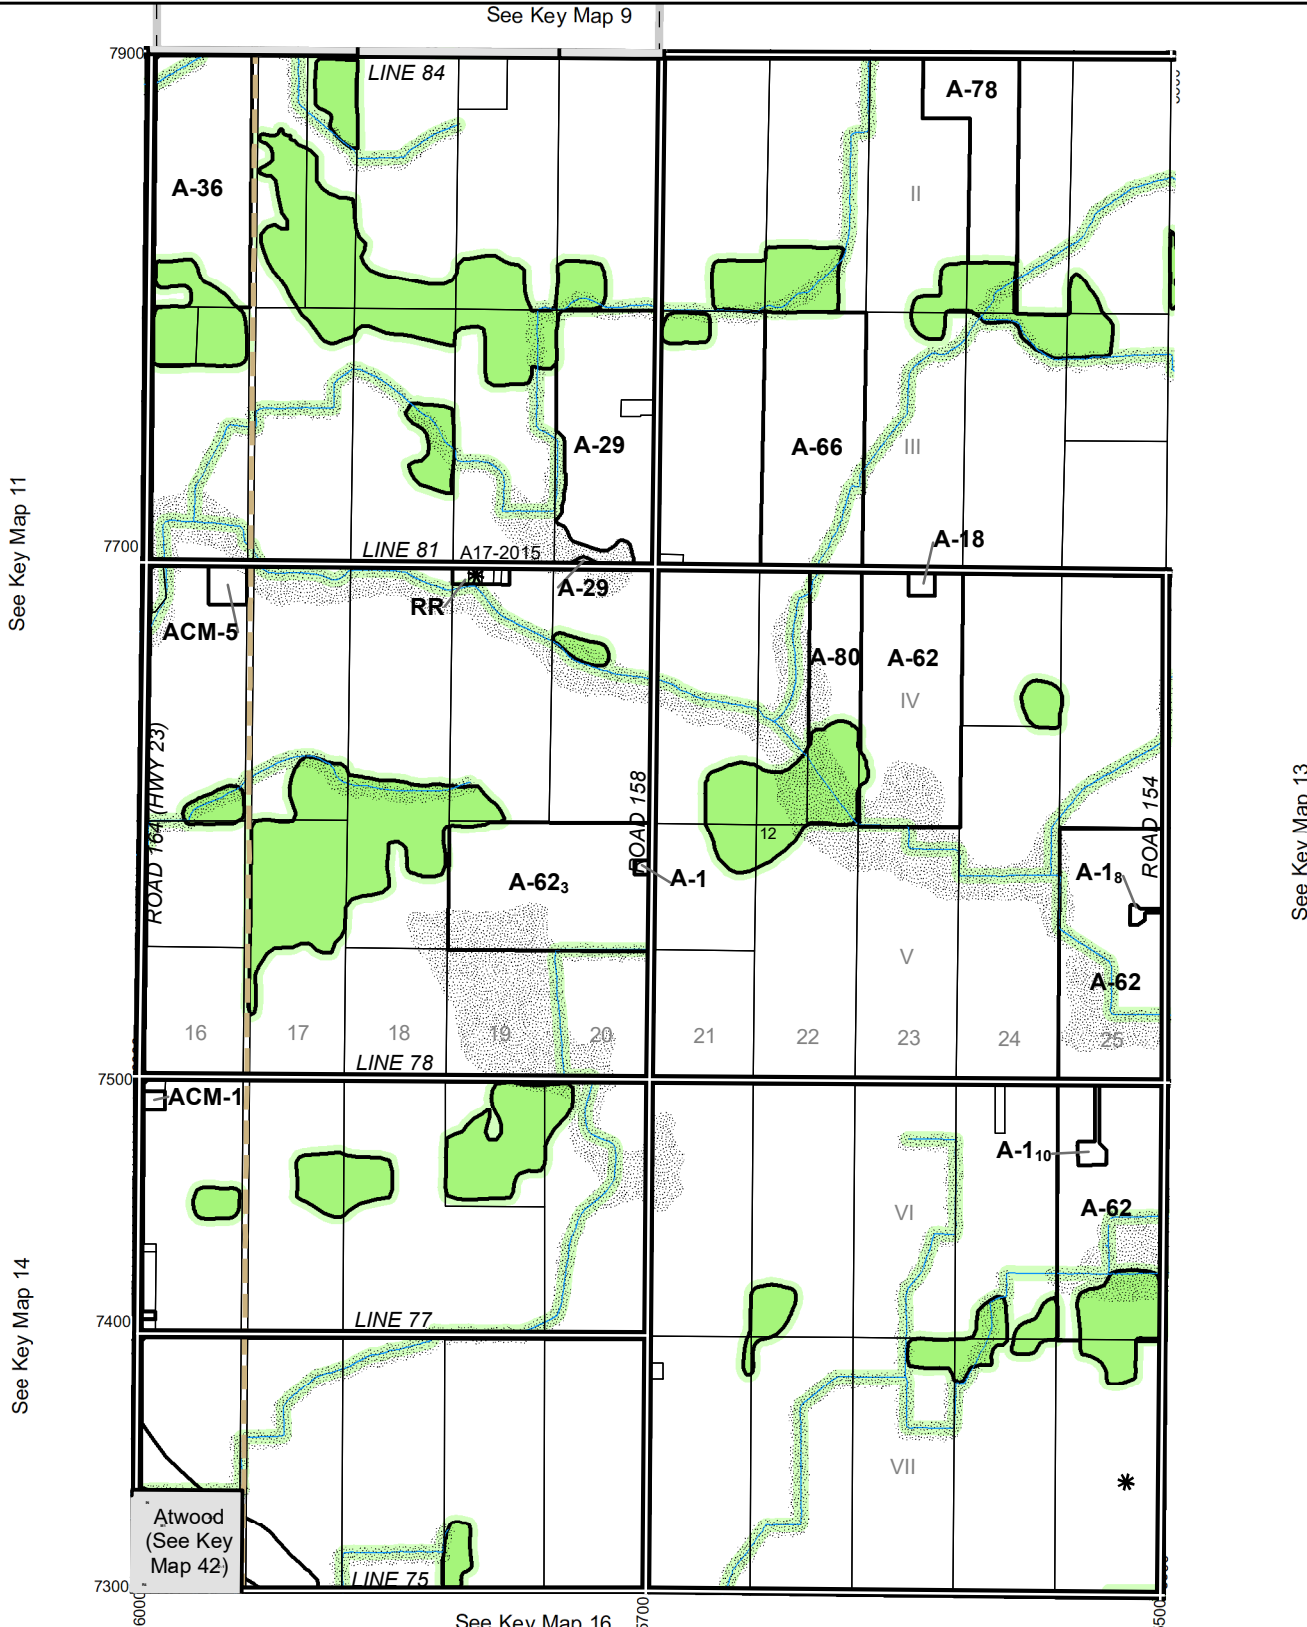 See Key Map 9
7900
LINE 84
A-78
A-36
II
A-29
A-66
III
See Key Map 11
7700
LINE 81
A17-2015
A-18
A-29
RR
ACM-5
A-80
A-62
IV
ROAD 164 (HWY 23)
ROAD 158
ROAD 154
See Key Map 13
12
A-62₃
A-1
A-1₈
V
A-62
16
17
18
19
20
21
22
23
24
25
LINE 78
7500
ACM-1
A-1₁₀
VI
A-62
See Key Map 14
7400
LINE 77
VII
Atwood
(See Key
Map 42)
LINE 75
7300
6000
See Key Map 16